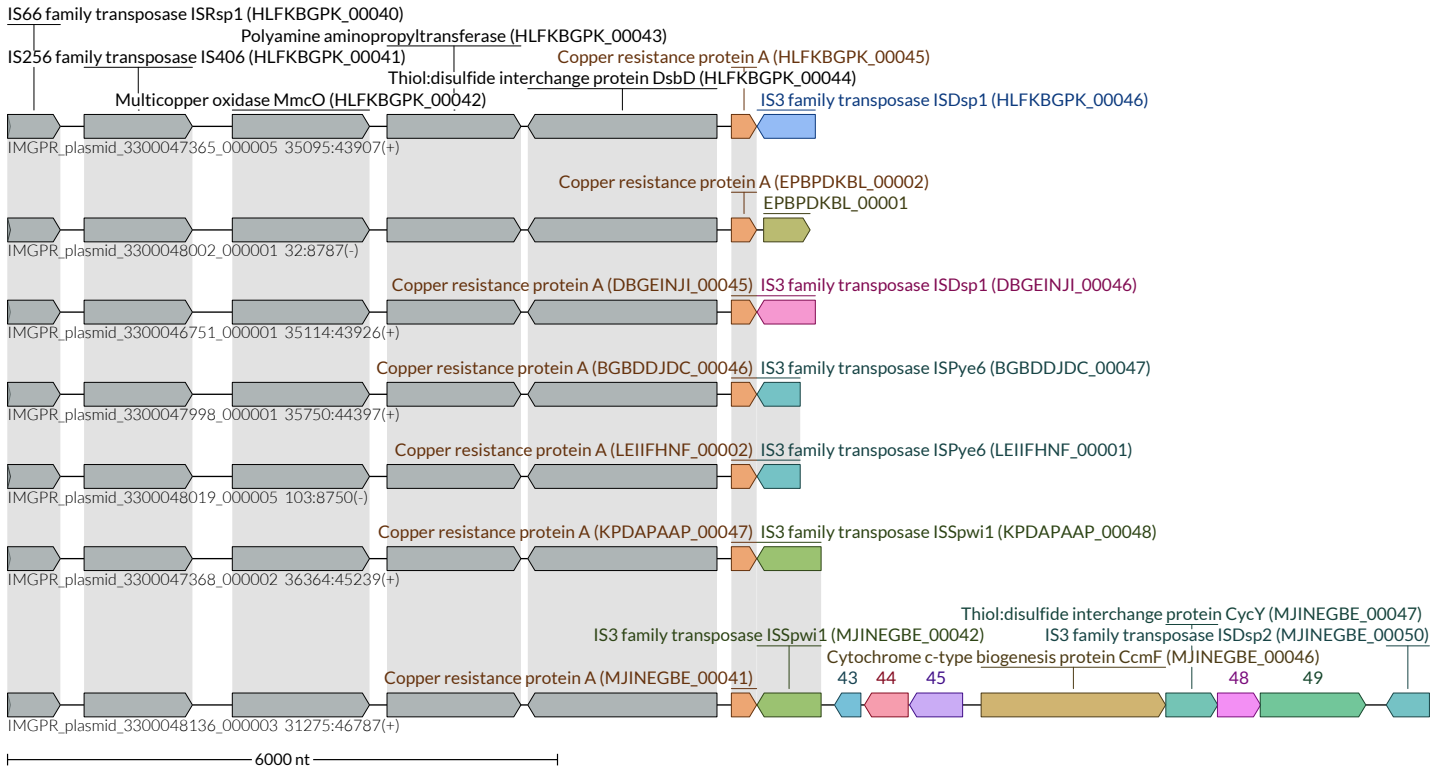 IS66 family transposase ISRsp1 (HLFKBGPK_00040)
Polyamine aminopropyltransferase (HLFKBGPK_00043)
IS256 family transposase IS406 (HLFKBGPK_00041)
Copper resistance protein A (HLFKBGPK_00045)
Thiol:disulfide interchange protein DsbD (HLFKBGPK_00044)
Multicopper oxidase MmcO (HLFKBGPK_00042)
IS3 family transposase ISDsp1 (HLFKBGPK_00046)
IMGPR_plasmid_3300047365_000005 35095:43907(+)
Copper resistance protein A (EPBPDKBL_00002)
EPBPDKBL_00001
IMGPR_plasmid_3300048002_000001 32:8787(-)
Copper resistance protein A (DBGEINJI_00045)
IS3 family transposase ISDsp1 (DBGEINJI_00046)
IMGPR_plasmid_3300046751_000001 35114:43926(+)
Copper resistance protein A (BGBDDJDC_00046)
IS3 family transposase ISPye6 (BGBDDJDC_00047)
IMGPR_plasmid_3300047998_000001 35750:44397(+)
Copper resistance protein A (LEIIFHNF_00002)
IS3 family transposase ISPye6 (LEIIFHNF_00001)
IMGPR_plasmid_3300048019_000005 103:8750(-)
Copper resistance protein A (KPDAPAAP_00047)
IS3 family transposase ISSpwi1 (KPDAPAAP_00048)
IMGPR_plasmid_3300047368_000002 36364:45239(+)
Thiol:disulfide interchange protein CycY (MJINEGBE_00047)
IS3 family transposase ISSpwi1 (MJINEGBE_00042)
IS3 family transposase ISDsp2 (MJINEGBE_00050)
Cytochrome c-type biogenesis protein CcmF (MJINEGBE_00046)
Copper resistance protein A (MJINEGBE_00041)
43
44
45
48
49
IMGPR_plasmid_3300048136_000003 31275:46787(+)
6000 nt